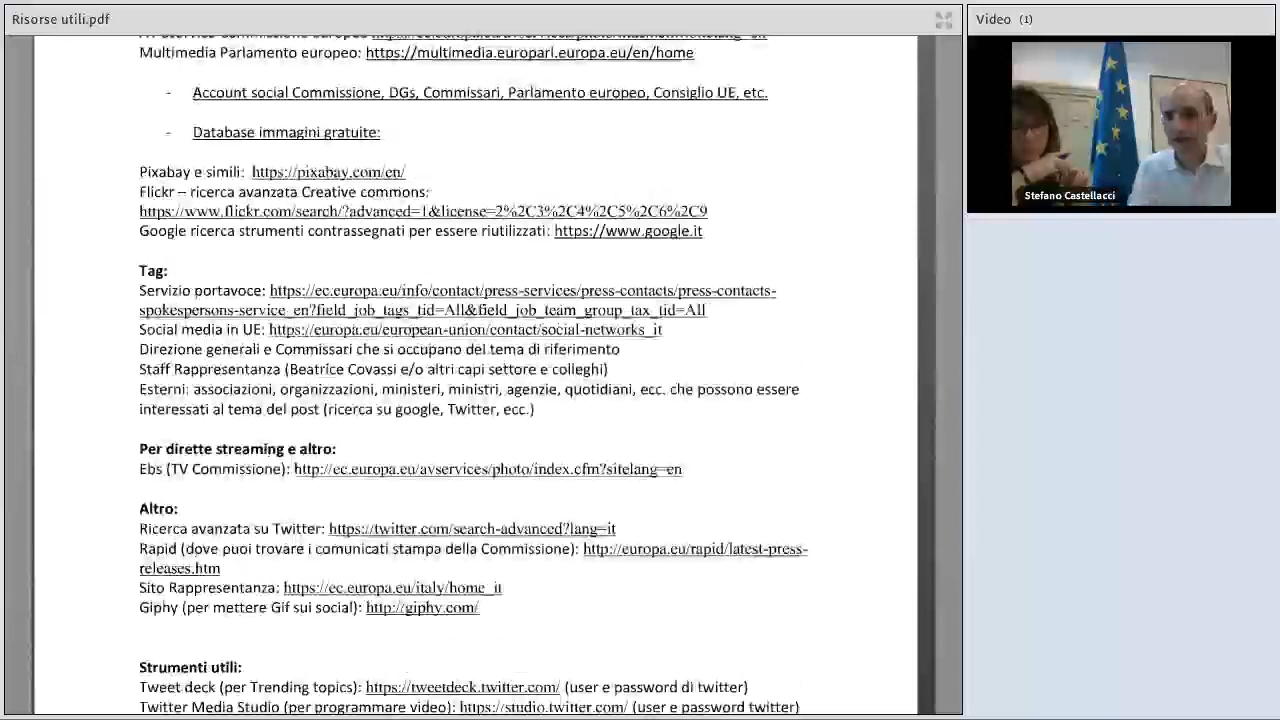 Risorse utili.pdf
Multimedia Parlamento europeo: https://multimedia.europarl.europa.eu/en/home
- Account social Commissione, DGs, Commissari, Parlamento europeo, Consiglio UE, etc.
- Database immagini gratuite:
Pixabay e simili: https://pixabay.com/en/
Flickr – ricerca avanzata Creative commons:
https://www.flickr.com/search/?advanced=1&license=2%2C3%2C4%2C5%2C6%2C9
Google ricerca strumenti contrassegnati per essere riutilizzati: https://www.google.it
Tag:
Servizio portavoce: https://ec.europa.eu/info/contact/press-services/press-contacts/press-contacts-
spokespersons-service_en?field_job_tags_tid=All&field_job_team_group_tax_tid=All
Social media in UE: https://europa.eu/european-union/contact/social-networks_it
Direzione generali e Commissari che si occupano del tema di riferimento
Staff Rappresentanza (Beatrice Covassi e/o altri capi settore e colleghi)
Esterni: associazioni, organizzazioni, ministeri, ministri, agenzie, quotidiani, ecc. che possono essere
interessati al tema del post (ricerca su google, Twitter, ecc.)
Per dirette streaming e altro:
Ebs (TV Commissione): http://ec.europa.eu/avservices/photo/index.cfm?sitelang=en
Altro:
Ricerca avanzata su Twitter: https://twitter.com/search-advanced?lang=it
Rapid (dove puoi trovare i comunicati stampa della Commissione): http://europa.eu/rapid/latest-press-
releases.htm
Sito Rappresentanza: https://ec.europa.eu/italy/home_it
Giphy (per mettere Gif sui social): http://giphy.com/
Strumenti utili:
Tweet deck (per Trending topics): https://tweetdeck.twitter.com/ (user e password di twitter)
Twitter Media Studio (per programmare video): https://studio.twitter.com/ (user e password twitter)
Video (1)
Stefano Castellacci